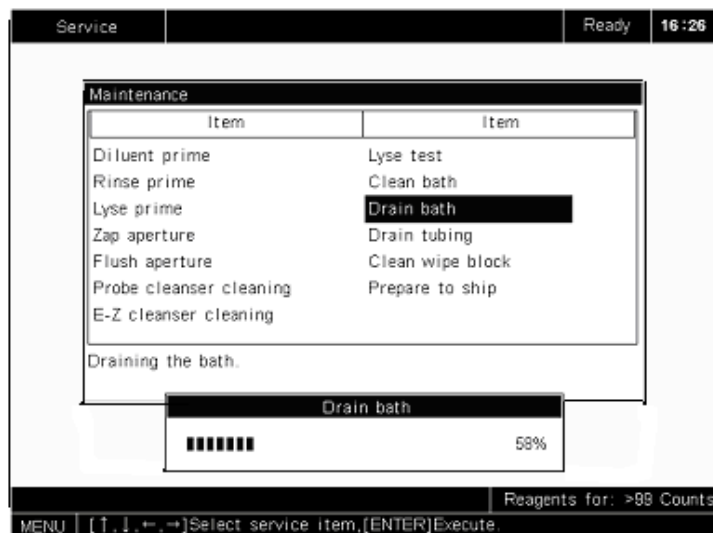 Service Ready 16:26
Maintenance
Item Item
Diluent prime Lyse test
Rinse prime Clean bath
Lyse prime Drain bath
Zap aperture Drain tubing
Flush aperture Clean wipe block
Probe cleanser cleaning Prepare to ship
E-Z cleanser cleaning
Draining the bath.
Drain bath
58%
Reagents for: >99 Counts
MENU [↑,↓,←,→]Select service item,[ENTER]Execute.